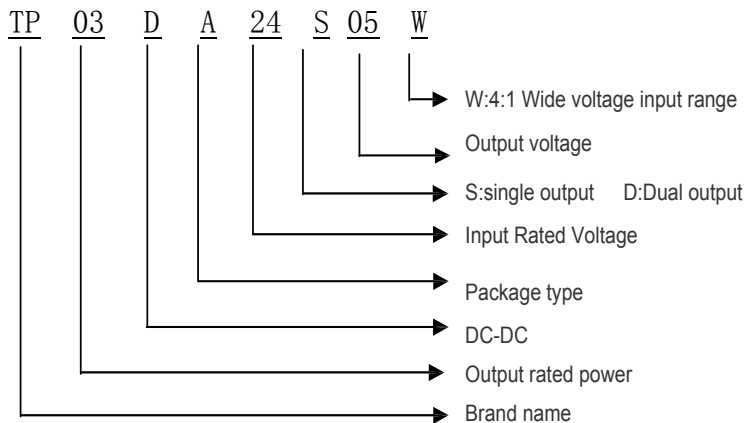 TP 03 D A 24 S 05 W
W:4:1 Wide voltage input range
Output voltage
S:single output D:Dual output
Input Rated Voltage
Package type
DC-DC
Output rated power
Brand name